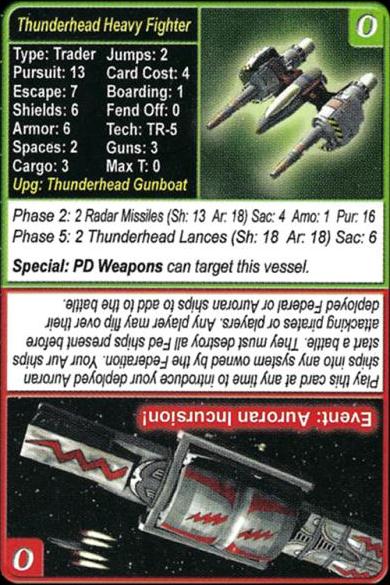 Thunderhead Heavy Fighter
O
Type: Trader Jumps: 2
Pursuit: 13 Card Cost: 4
Escape: 7 Boarding: 1
Shields: 6 Fend Off: 0
Armor: 6 Tech: TR-5
Spaces: 2 Guns: 3
Cargo: 3 Max T: 0
Upg: Thunderhead Gunboat
Phase 2: 2 Radar Missiles (Sh: 13 Ar: 18) Sac: 4 Amo: 1 Pur: 16
Phase 5: 2 Thunderhead Lances (Sh: 18 Ar: 18) Sac: 6
Special: PD Weapons can target this vessel.
Event: Auroran Incursion!
O
Play this card at any time to introduce your deployed Auroran
ships into any system owned by the Federation. Your Aur ships
start a battle. They must destroy all Fed ships present before
attacking pirates or players. Any player may flip over their
deployed Federal or Auroran ships to add to the battle.